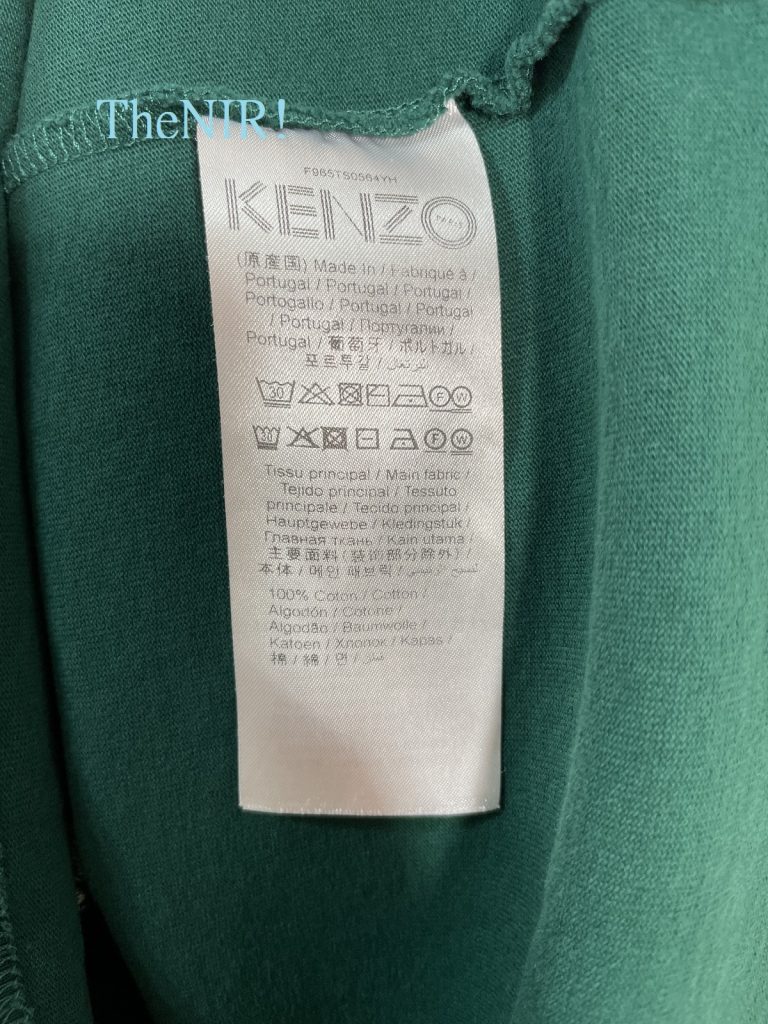 TheNIR!
F965TS0564YH
KENZO
PARIS
(原産国) Made In / Fabriqué à /
Portugal / Portugal / Portugal /
Portogallo / Portugal / Portugal
/ Portugal / Португалии /
Portugal / 葡萄牙 / ポルトガル /
포르투갈 / البرتغال
30 F W
30 F W
Tissu principal / Main fabric /
Tejido principal / Tessuto
principale / Tecido principal /
Hauptgewebe / Kledingstuk /
Главная ткань / Kain utama /
主要面料 (装饰部分除外) /
本体 / 메인 패브릭 /
100% Coton / Cotton /
Algodón / Cotone /
Algodão / Baumwolle /
Katoen / Хлопок / Kapas /
棉 / 綿 / 면 / قطن